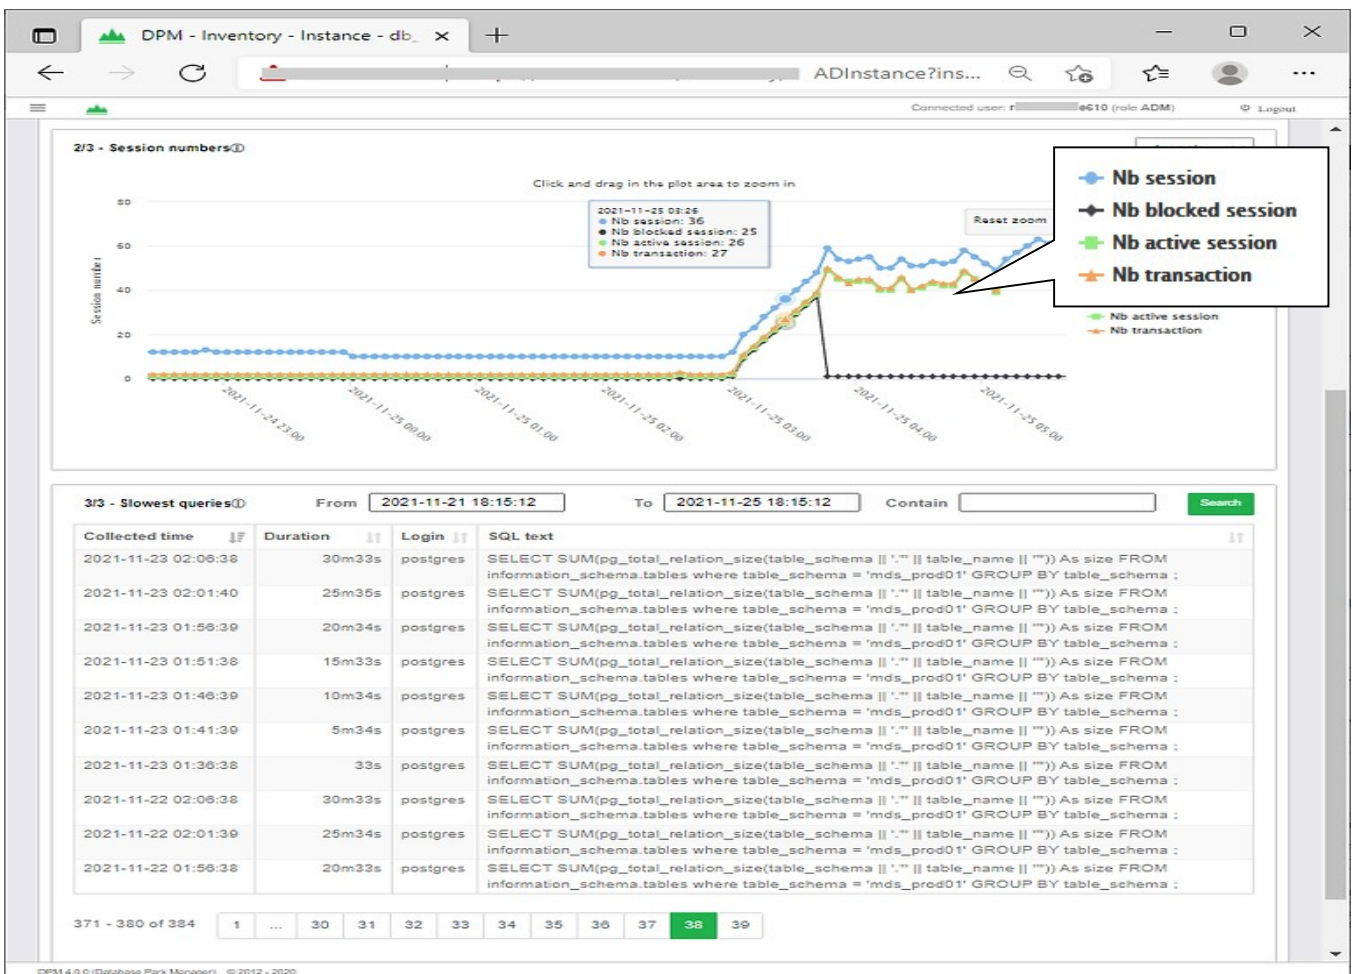 DPM - Inventory - Instance - db_
ADInstance?ins...
Connected user: r e610 (role ADM) Logout
2/3 - Session numbers
Click and drag in the plot area to zoom in
80
60
40
20
0
Session number
2021-11-25 03:26
Nb session: 36
Nb blocked session: 25
Nb active session: 26
Nb transaction: 27
Reset zoom
Nb session
Nb blocked session
Nb active session
Nb transaction
Nb active session
Nb transaction
2021-11-24 23:00
2021-11-25 00:00
2021-11-25 01:00
2021-11-25 02:00
2021-11-25 03:00
2021-11-25 04:00
2021-11-25 05:00
3/3 - Slowest queries From 2021-11-21 18:15:12 To 2021-11-25 18:15:12 Contain Search
Collected time Duration Login SQL text
2021-11-23 02:06:38 30m33s postgres SELECT SUM(pg_total_relation_size(table_schema || '."' || table_name || '"')) As size FROM
information_schema.tables where table_schema = 'mds_prod01' GROUP BY table_schema ;
2021-11-23 02:01:40 25m35s postgres SELECT SUM(pg_total_relation_size(table_schema || '."' || table_name || '"')) As size FROM
information_schema.tables where table_schema = 'mds_prod01' GROUP BY table_schema ;
2021-11-23 01:56:39 20m34s postgres SELECT SUM(pg_total_relation_size(table_schema || '."' || table_name || '"')) As size FROM
information_schema.tables where table_schema = 'mds_prod01' GROUP BY table_schema ;
2021-11-23 01:51:38 15m33s postgres SELECT SUM(pg_total_relation_size(table_schema || '."' || table_name || '"')) As size FROM
information_schema.tables where table_schema = 'mds_prod01' GROUP BY table_schema ;
2021-11-23 01:46:39 10m34s postgres SELECT SUM(pg_total_relation_size(table_schema || '."' || table_name || '"')) As size FROM
information_schema.tables where table_schema = 'mds_prod01' GROUP BY table_schema ;
2021-11-23 01:41:39 5m34s postgres SELECT SUM(pg_total_relation_size(table_schema || '."' || table_name || '"')) As size FROM
information_schema.tables where table_schema = 'mds_prod01' GROUP BY table_schema ;
2021-11-23 01:36:38 33s postgres SELECT SUM(pg_total_relation_size(table_schema || '."' || table_name || '"')) As size FROM
information_schema.tables where table_schema = 'mds_prod01' GROUP BY table_schema ;
2021-11-22 02:06:38 30m33s postgres SELECT SUM(pg_total_relation_size(table_schema || '."' || table_name || '"')) As size FROM
information_schema.tables where table_schema = 'mds_prod01' GROUP BY table_schema ;
2021-11-22 02:01:39 25m34s postgres SELECT SUM(pg_total_relation_size(table_schema || '."' || table_name || '"')) As size FROM
information_schema.tables where table_schema = 'mds_prod01' GROUP BY table_schema ;
2021-11-22 01:56:38 20m33s postgres SELECT SUM(pg_total_relation_size(table_schema || '."' || table_name || '"')) As size FROM
information_schema.tables where table_schema = 'mds_prod01' GROUP BY table_schema ;
371 - 380 of 384 1 ... 30 31 32 33 34 35 36 37 38 39
DPM 4.0.0 (Database Park Manager) © 2012 - 2020